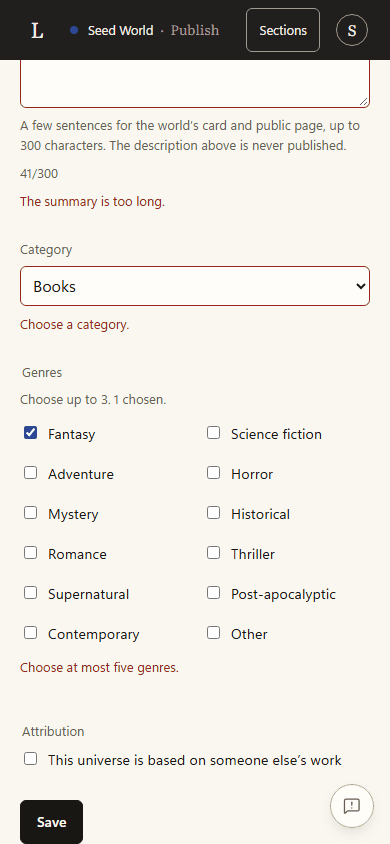 L Seed World · Publish Sections S
A few sentences for the world's card and public page, up to
300 characters. The description above is never published.
41/300
The summary is too long.
Category
Books
Choose a category.
Genres
Choose up to 3. 1 chosen.
Fantasy Science fiction
Adventure Horror
Mystery Historical
Romance Thriller
Supernatural Post-apocalyptic
Contemporary Other
Choose at most five genres.
Attribution
This universe is based on someone else's work
Save